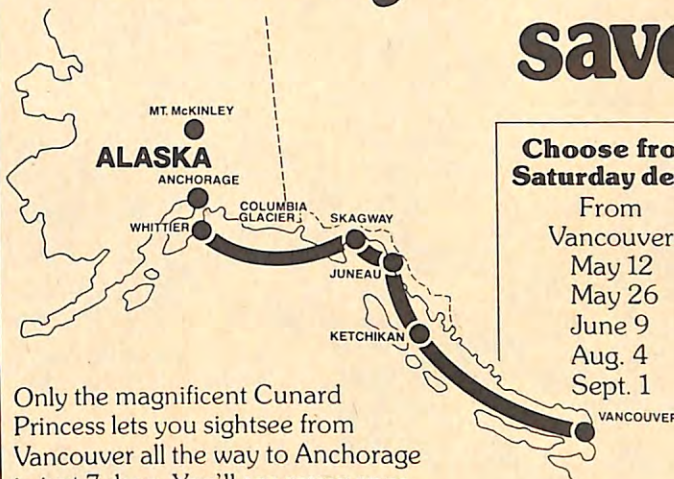 save
MT. McKINLEY
ALASKA
ANCHORAGE
COLUMBIA
GLACIER
WHITTIER
SKAGWAY
JUNEAU
KETCHIKAN
VANCOUVER
Choose fro
Saturday de
From
Vancouver
May 12
May 26
June 9
Aug. 4
Sept. 1
Only the magnificent Cunard
Princess lets you sightsee from
Vancouver all the way to Anchorage